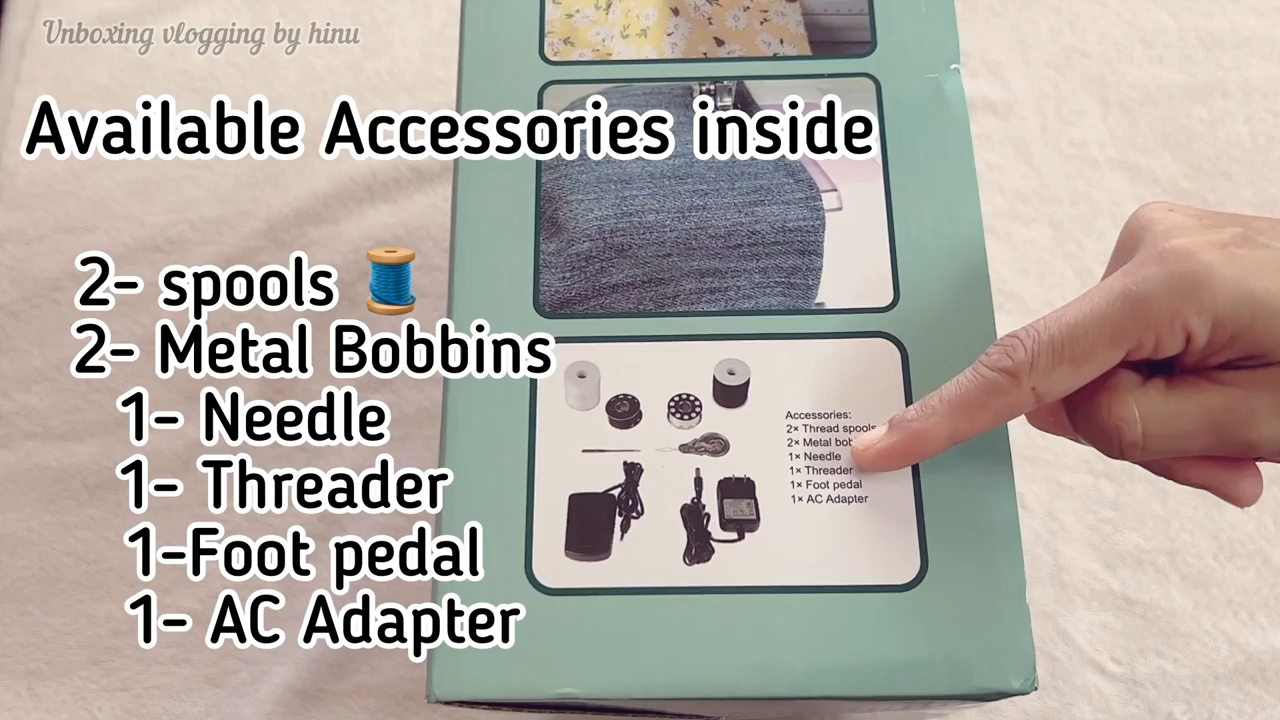 Unboxing vlogging by hinu
Available Accessories inside
2- spools
2- Metal Bobbins
1- Needle
1- Threader
1-Foot pedal
1- AC Adapter
Accessories:
2× Thread spools
2× Metal
1× Needle
1× Threader
1× Foot pedal
1× AC Adapter